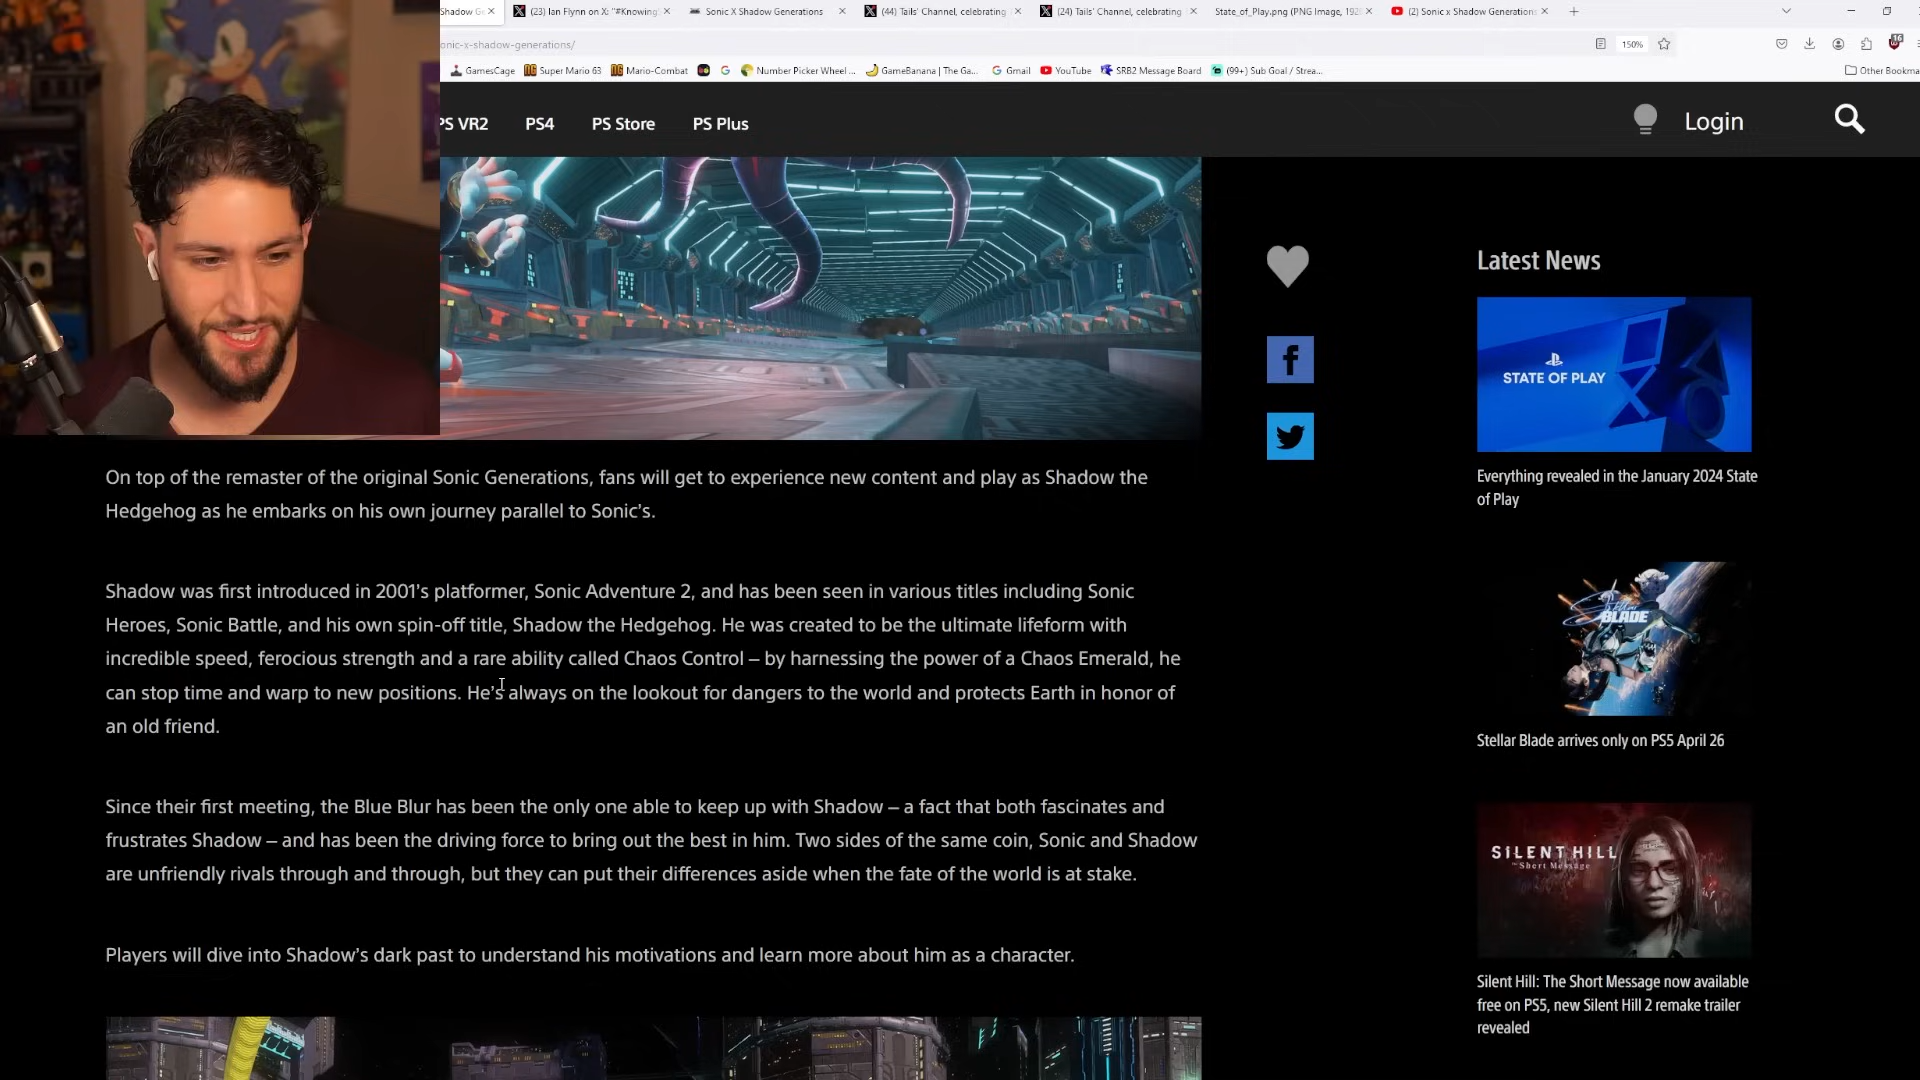 Shadow Ge
(23) Ian Flynn on X: "#Knowing
Sonic X Shadow Generations
(44) Tails' Channel, celebrating
(24) Tails' Channel, celebrating
State_of_Play.png (PNG Image, 192
(2) Sonic x Shadow Generations
onic-x-shadow-generations/
150%
16
GamesCage
Super Mario 63
Mario-Combat
Number Picker Wheel ...
GameBanana | The Ga...
Gmail
YouTube
SRB2 Message Board
(99+) Sub Goal / Strea...
Other Bookma
PS VR2
PS4
PS Store
PS Plus
Login
On top of the remaster of the original Sonic Generations, fans will get to experience new content and play as Shadow the
Hedgehog as he embarks on his own journey parallel to Sonic's.
Shadow was first introduced in 2001's platformer, Sonic Adventure 2, and has been seen in various titles including Sonic
Heroes, Sonic Battle, and his own spin-off title, Shadow the Hedgehog. He was created to be the ultimate lifeform with
incredible speed, ferocious strength and a rare ability called Chaos Control – by harnessing the power of a Chaos Emerald, he
can stop time and warp to new positions. He's always on the lookout for dangers to the world and protects Earth in honor of
an old friend.
Since their first meeting, the Blue Blur has been the only one able to keep up with Shadow – a fact that both fascinates and
frustrates Shadow – and has been the driving force to bring out the best in him. Two sides of the same coin, Sonic and Shadow
are unfriendly rivals through and through, but they can put their differences aside when the fate of the world is at stake.
Players will dive into Shadow's dark past to understand his motivations and learn more about him as a character.
Latest News
STATE OF PLAY
Everything revealed in the January 2024 State
of Play
Stellar
BLADE
Stellar Blade arrives only on PS5 April 26
SILENT HILL
The Short Message
Silent Hill: The Short Message now available
free on PS5, new Silent Hill 2 remake trailer
revealed